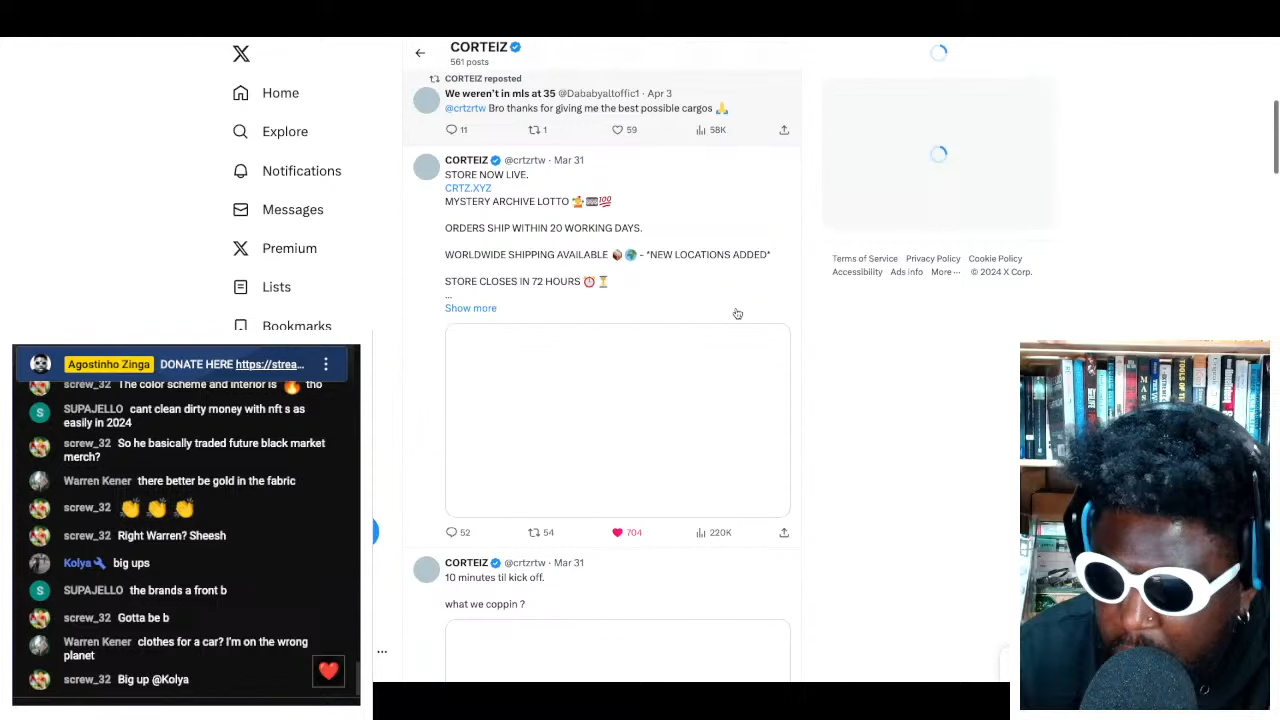 CORTEIZ
561 posts
Home
Explore
Notifications
Messages
Premium
Lists
Bookmarks
CORTEIZ reposted
We weren't in mls at 35 @Dababyaltoffic1 · Apr 3
@crtzrtw Bro thanks for giving me the best possible cargos 🙏
11 1 59 58K
CORTEIZ @crtzrtw · Mar 31
STORE NOW LIVE.
CRTZ.XYZ
MYSTERY ARCHIVE LOTTO 💯
ORDERS SHIP WITHIN 20 WORKING DAYS.
WORLDWIDE SHIPPING AVAILABLE 📦🌍 - *NEW LOCATIONS ADDED*
STORE CLOSES IN 72 HOURS ⏰⏳
...
Show more
52 54 704 220K
CORTEIZ @crtzrtw · Mar 31
10 minutes til kick off.
what we coppin ?
Terms of Service Privacy Policy Cookie Policy
Accessibility Ads info More ··· © 2024 X Corp.
Agostinho Zinga DONATE HERE https://strea...
screw_32 The color scheme and interior is 🔥 tho
S SUPAJELLO cant clean dirty money with nft s as
easily in 2024
screw_32 So he basically traded future black market
merch?
Warren Kener there better be gold in the fabric
screw_32 👏 👏 👏
screw_32 Right Warren? Sheesh
Kolya🔧 big ups
S SUPAJELLO the brands a front b
screw_32 Gotta be b
Warren Kener clothes for a car? I'm on the wrong
planet
screw_32 Big up @Kolya